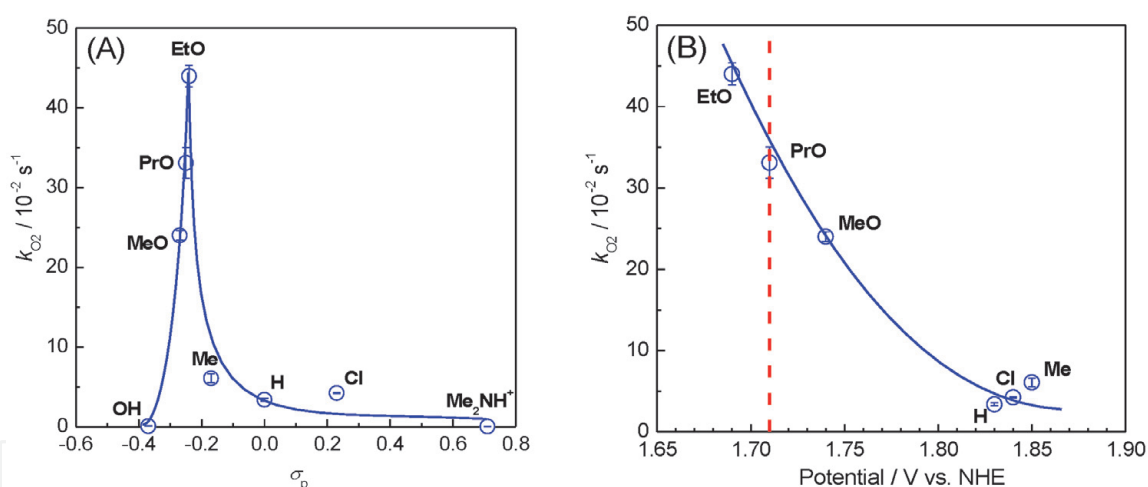 (A)
50
40
30
20
10
0
k_O2 / 10⁻² s⁻¹
EtO
PrO
MeO
Me
H
Cl
Me₂NH⁺
OH
-0.6 -0.4 -0.2 0.0 0.2 0.4 0.6 0.8
σ_p
(B)
50
40
30
20
10
0
k_O2 / 10⁻² s⁻¹
EtO
PrO
MeO
Cl
Me
H
1.65 1.70 1.75 1.80 1.85 1.90
Potential / V vs. NHE